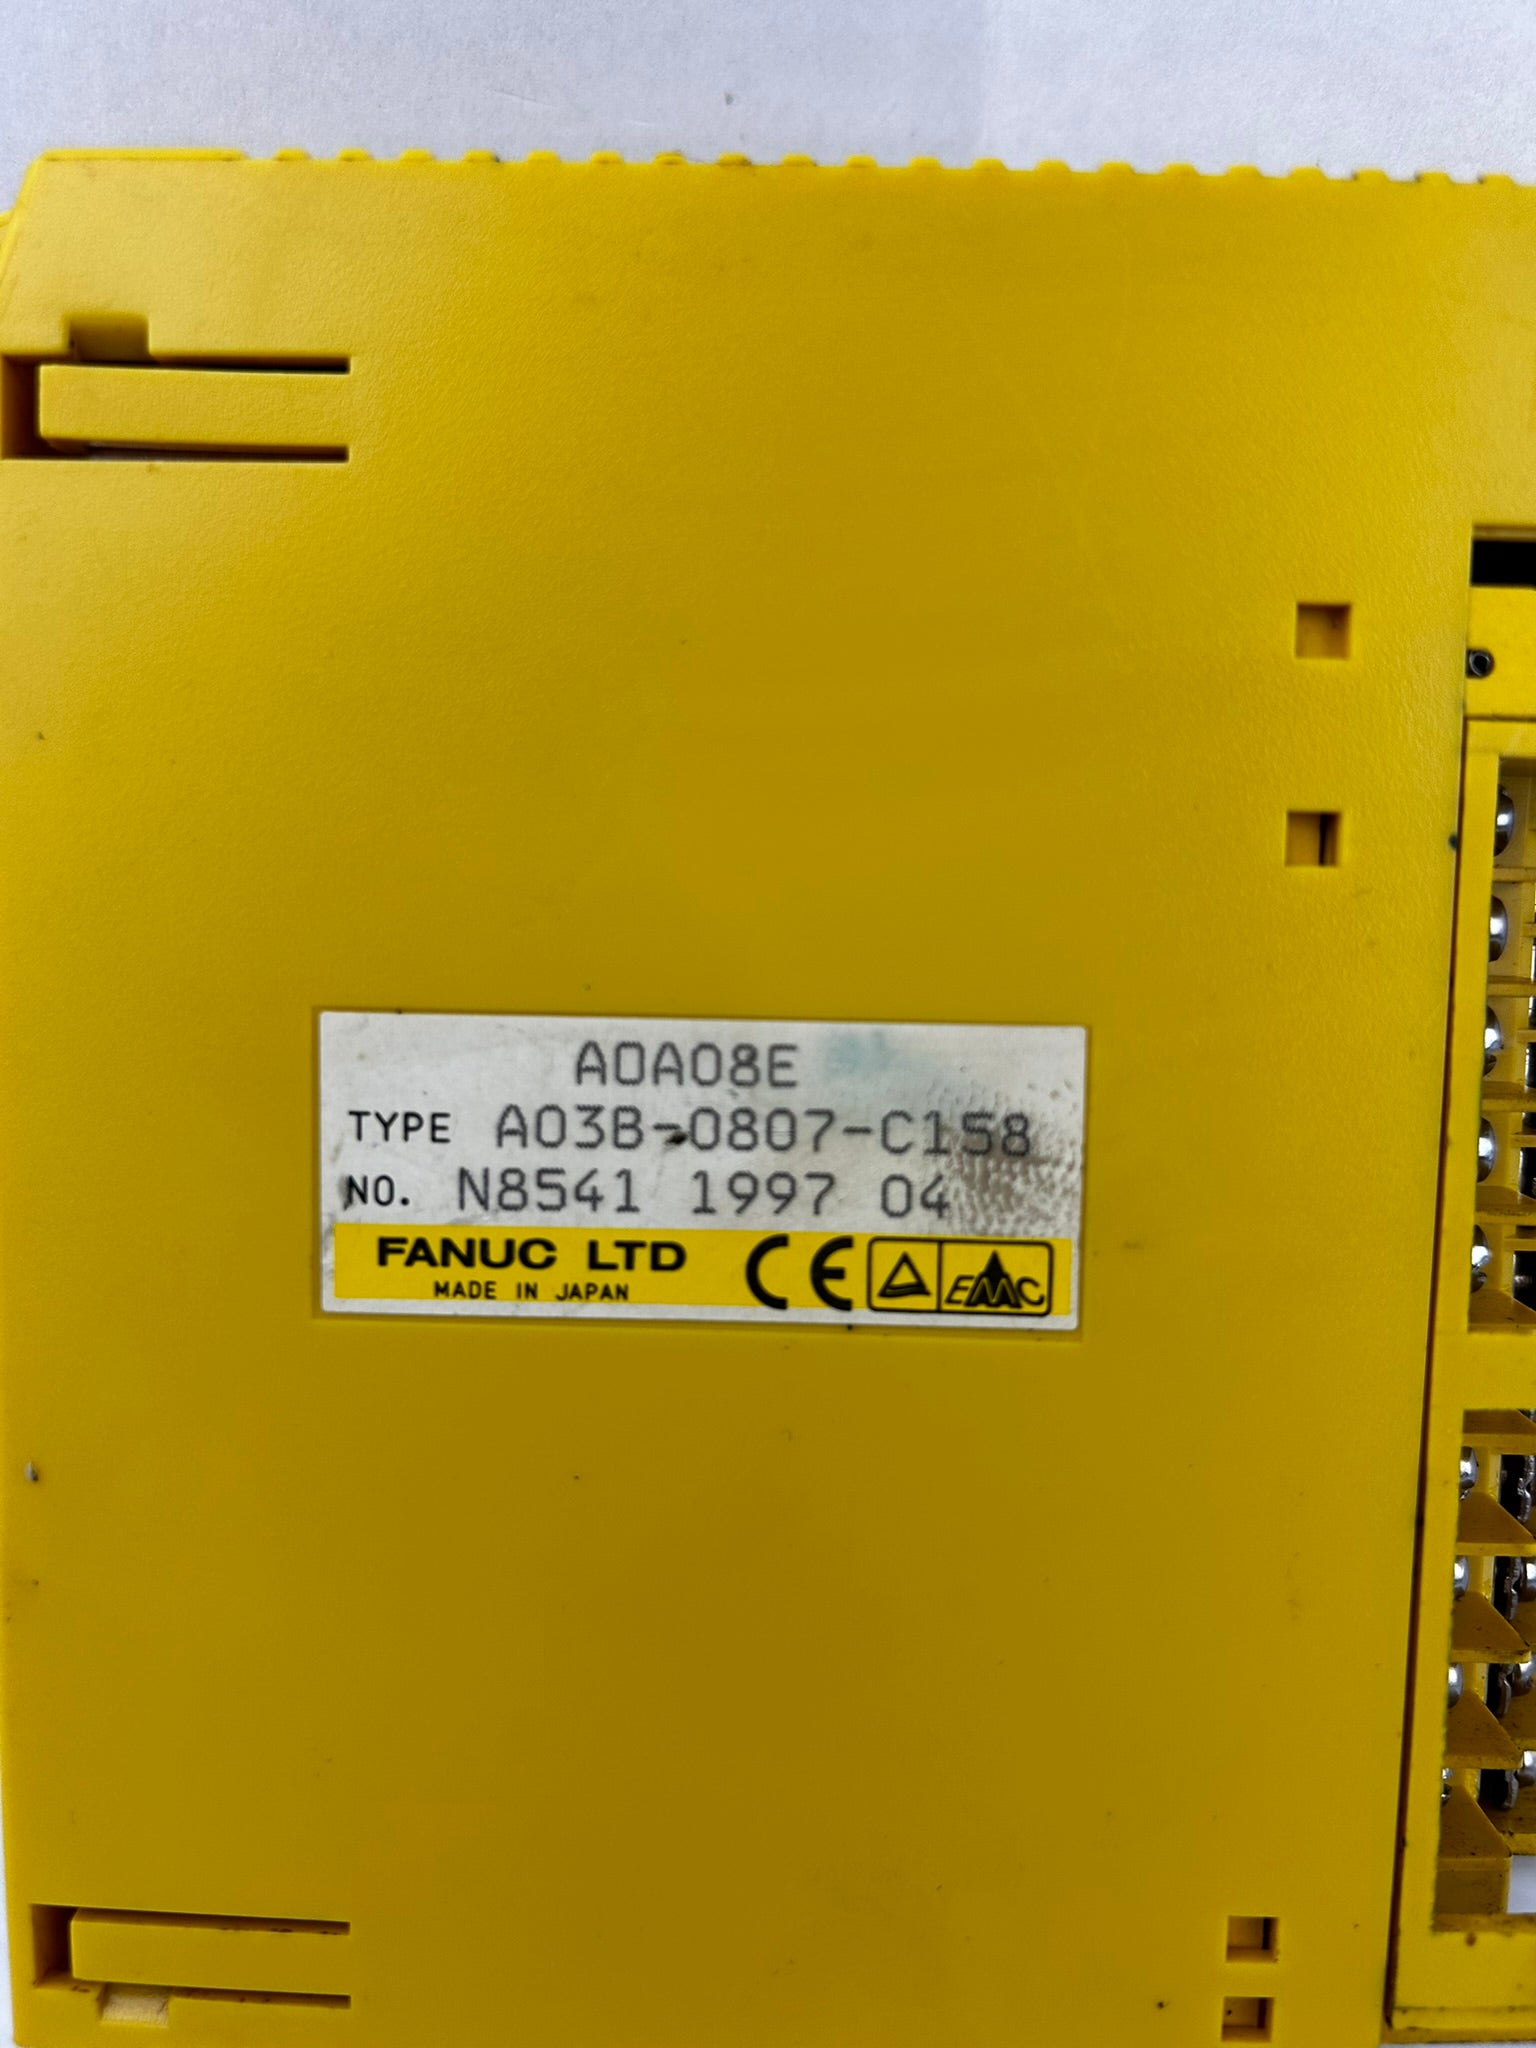 AOA08E
TYPE A03B-0807-C158
NO. N8541 1997 04
FANUC LTD CE EMC
MADE IN JAPAN